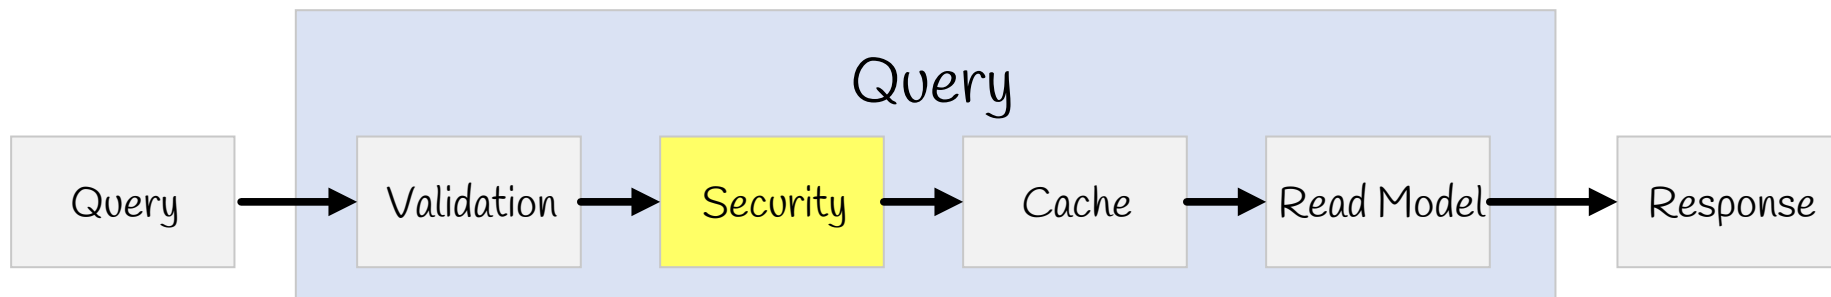 Query
Query
Validation
Security
Cache
Read Model
Response